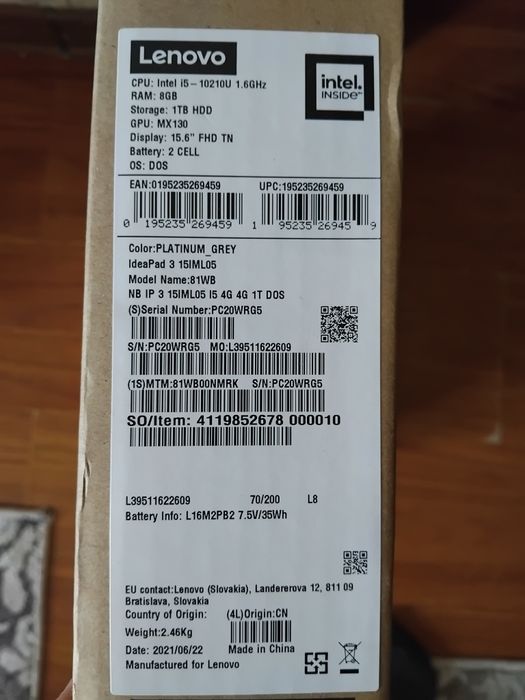 Lenovo
intel.
INSIDE™
CPU: Intel i5-10210U 1.6GHz
RAM: 8GB
Storage: 1TB HDD
GPU: MX130
Display: 15.6" FHD TN
Battery: 2 CELL
OS: DOS
EAN:0195235269459 UPC:195235269459
0 195235 269459 1 95235 26945 9
Color:PLATINUM_GREY
IdeaPad 3 15IML05
Model Name:81WB
NB IP 3 15IML05 I5 4G 4G 1T DOS
(S)Serial Number:PC20WRG5
S/N:PC20WRG5 MO:L39511622609
(1S)MTM:81WB00NMRK S/N:PC20WRG5
SO/Item: 4119852678 000010
L39511622609 70/200 L8
Battery Info: L16M2PB2 7.5V/35Wh
EU contact:Lenovo (Slovakia), Landererova 12, 811 09
Bratislava, Slovakia
Country of Origin: (4L)Origin:CN
Weight:2.46Kg
Date: 2021/06/22 Made in China
Manufactured for Lenovo